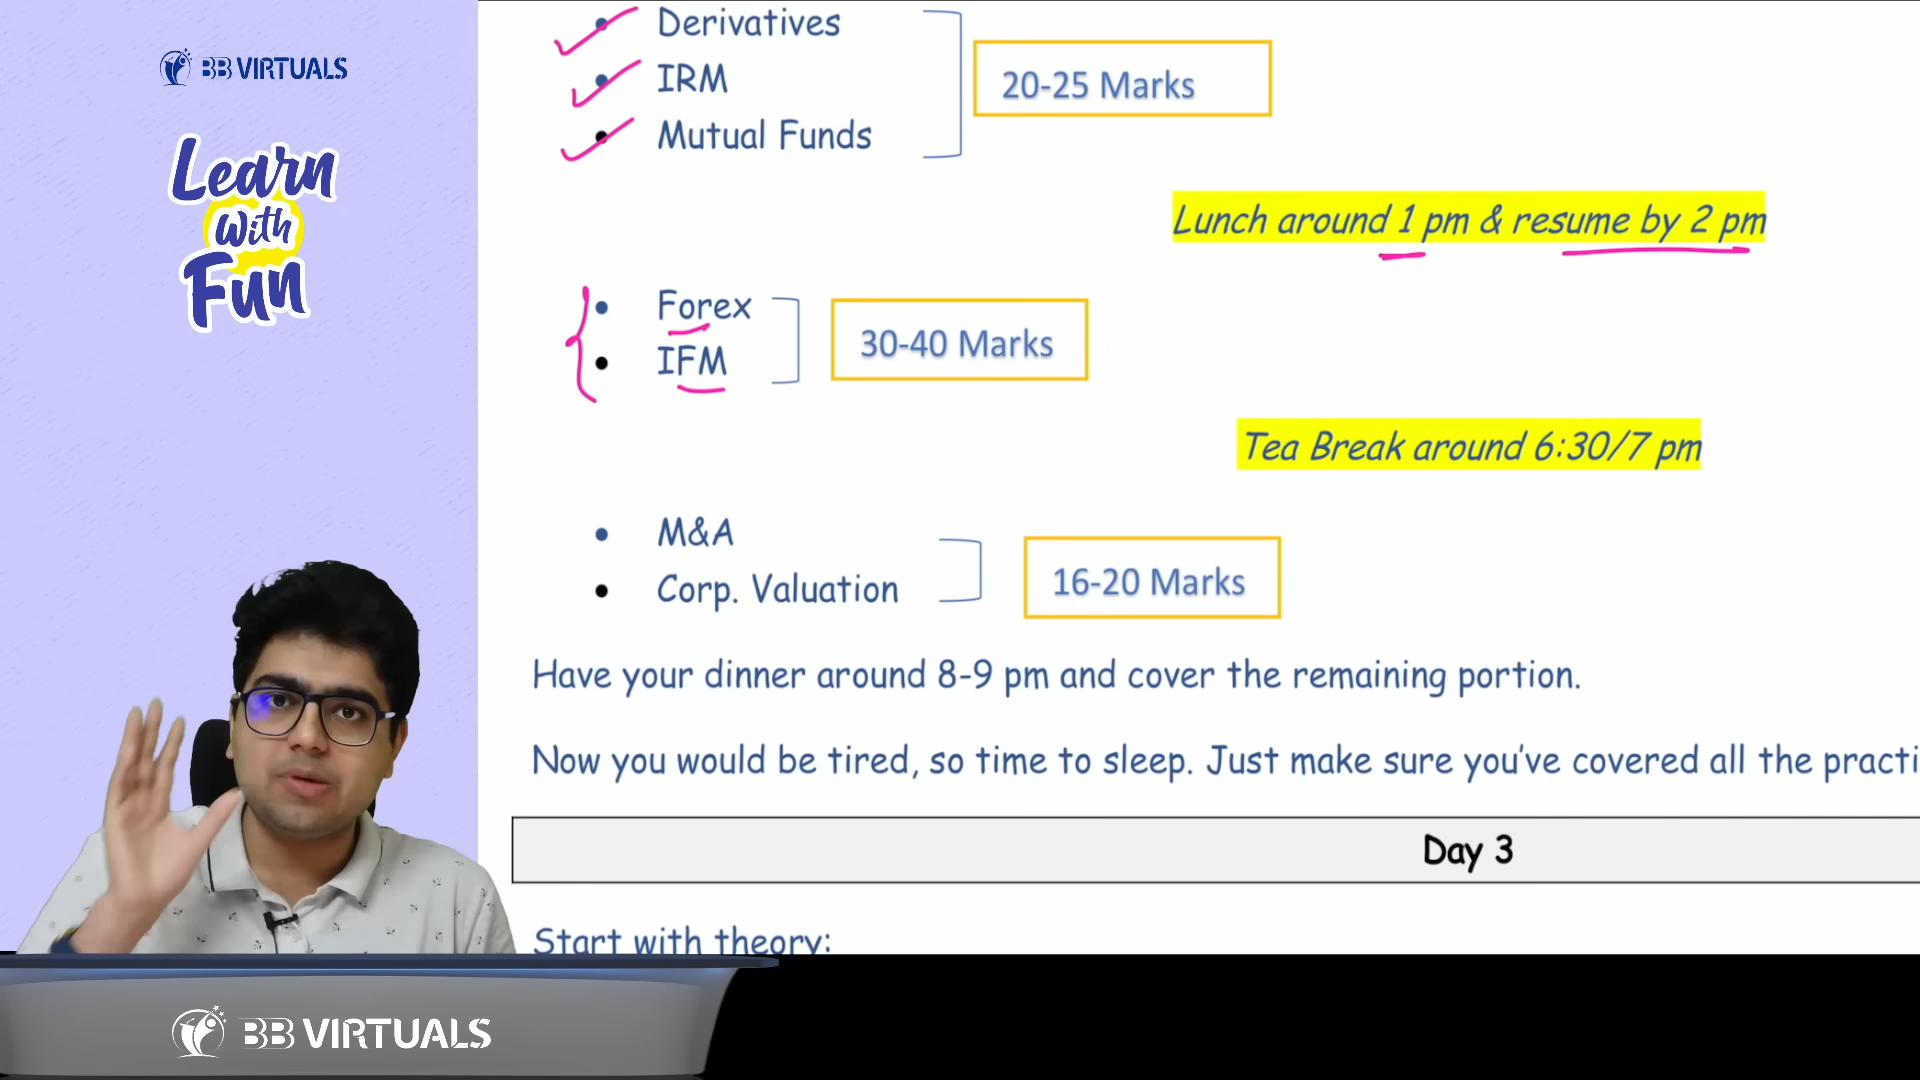 BB VIRTUALS
Learn
With
Fun
Derivatives
IRM
Mutual Funds
20-25 Marks
Lunch around 1 pm & resume by 2 pm
Forex
IFM
30-40 Marks
Tea Break around 6:30/7 pm
M&A
Corp. Valuation
16-20 Marks
Have your dinner around 8-9 pm and cover the remaining portion.
Now you would be tired, so time to sleep. Just make sure you've covered all the practi
Day 3
Start with theory:
BB VIRTUALS